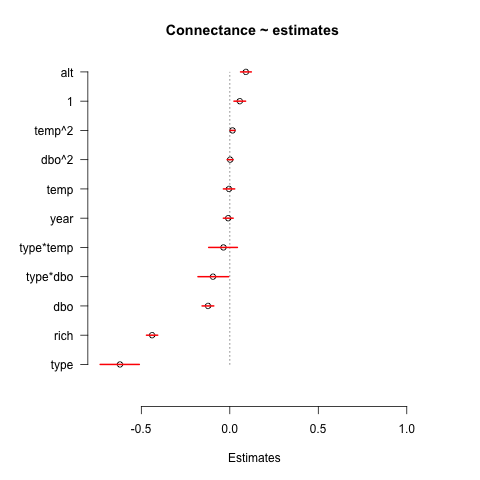 Connectance ~ estimates
alt
1
temp^2
dbo^2
temp
year
type*temp
type*dbo
dbo
rich
type
-0.5 0.0 0.5 1.0
Estimates